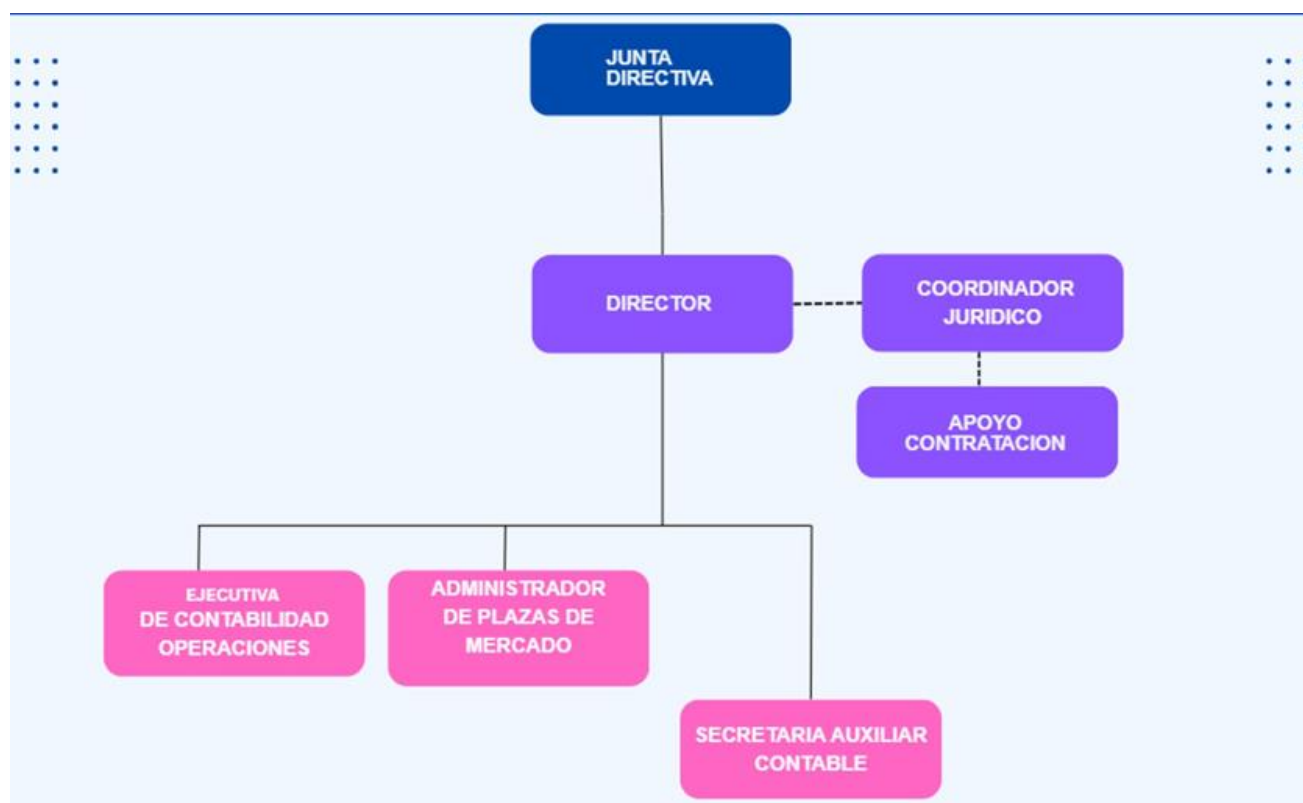 JUNTA
DIRECTIVA
DIRECTOR
COORDINADOR
JURIDICO
APOYO
CONTRATACION
EJECUTIVA
DE CONTABILIDAD
OPERACIONES
ADMINISTRADOR
DE PLAZAS DE
MERCADO
SECRETARIA AUXILIAR
CONTABLE